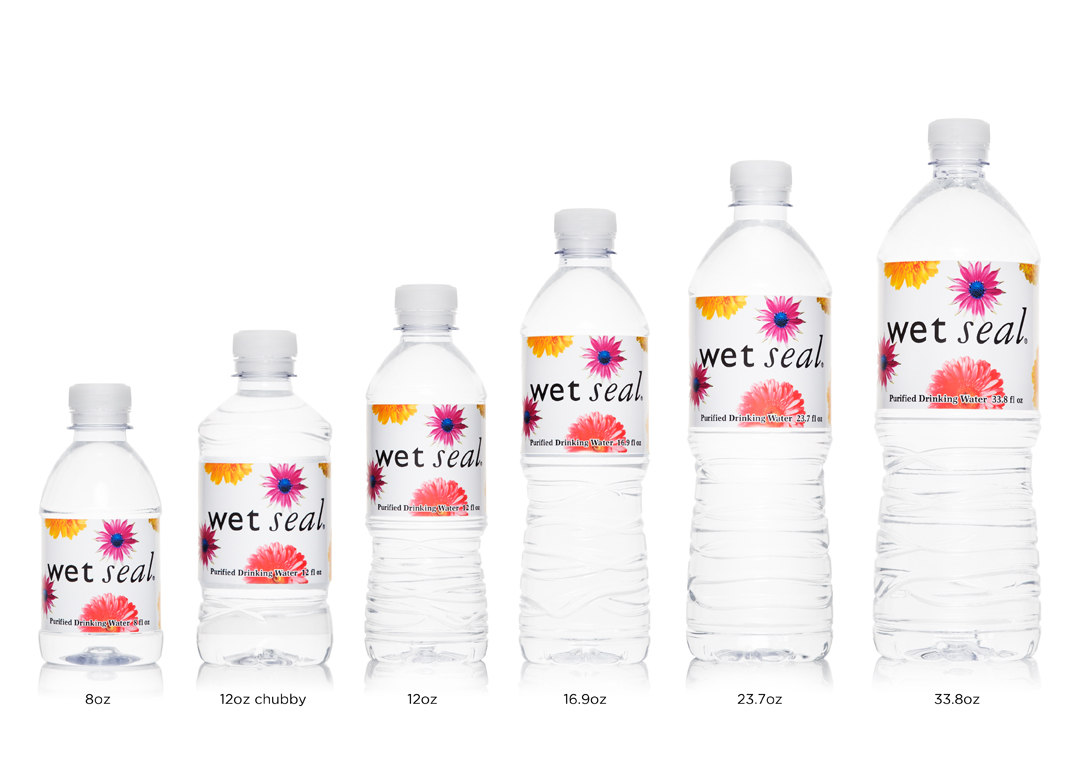 wet seal®
Purified Drinking Water 8 fl oz
wet seal®
Purified Drinking Water 12 fl oz
wet seal®
Purified Drinking Water 12 fl oz
wet seal®
Purified Drinking Water 16.9 fl oz
wet seal®
Purified Drinking Water 23.7 fl oz
wet seal®
Purified Drinking Water 33.8 fl oz
8oz
12oz chubby
12oz
16.9oz
23.7oz
33.8oz